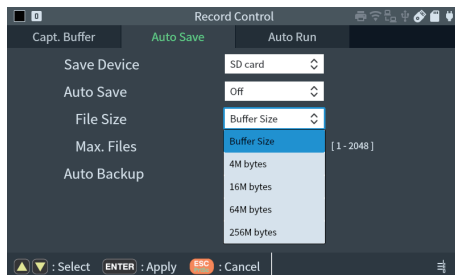 0 Record Control
Capt. Buffer Auto Save Auto Run
Save Device SD card
Auto Save Off
File Size Buffer Size
Max. Files [ 1 - 2048 ]
Auto Backup
Buffer Size
4M bytes
16M bytes
64M bytes
256M bytes
: Select ENTER : Apply ESC : Cancel